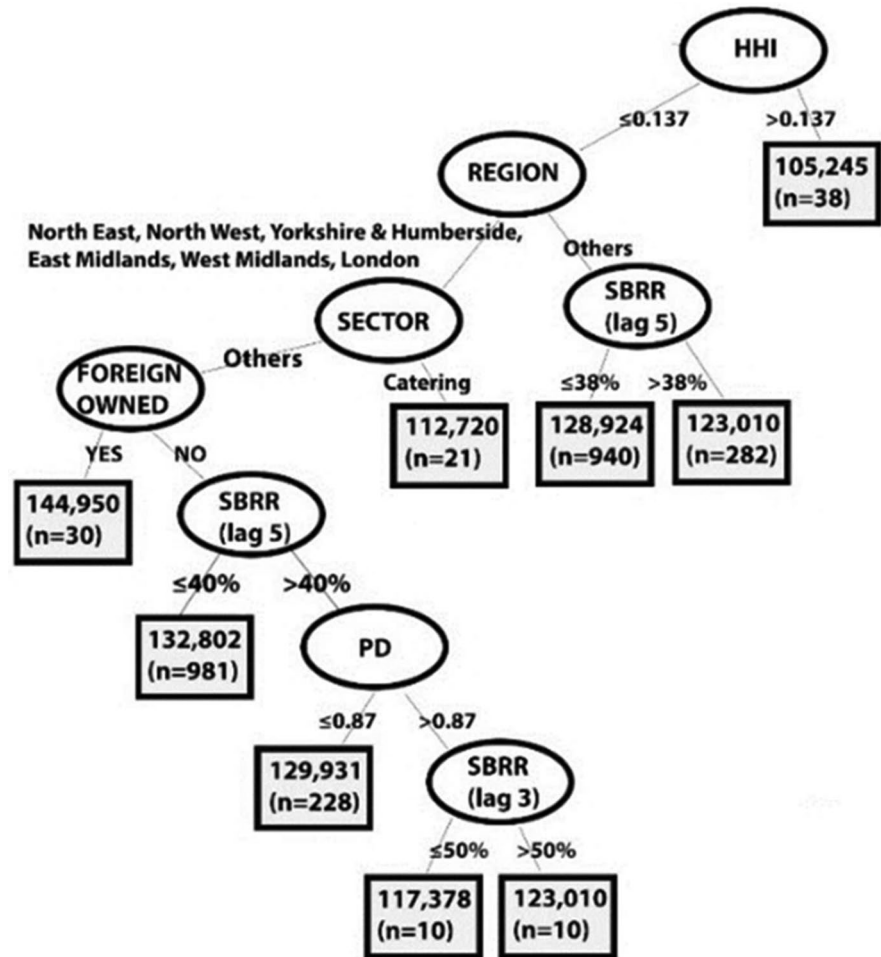 HHI
≤0.137
>0.137
REGION
105,245
(n=38)
North East, North West, Yorkshire & Humberside,
East Midlands, West Midlands, London
Others
SECTOR
SBRR
(lag 5)
Others
FOREIGN
OWNED
Catering
≤38%
>38%
112,720
(n=21)
128,924
(n=940)
123,010
(n=282)
YES
NO
144,950
(n=30)
SBRR
(lag 5)
≤40%
>40%
132,802
(n=981)
PD
≤0.87
>0.87
129,931
(n=228)
SBRR
(lag 3)
≤50%
>50%
117,378
(n=10)
123,010
(n=10)